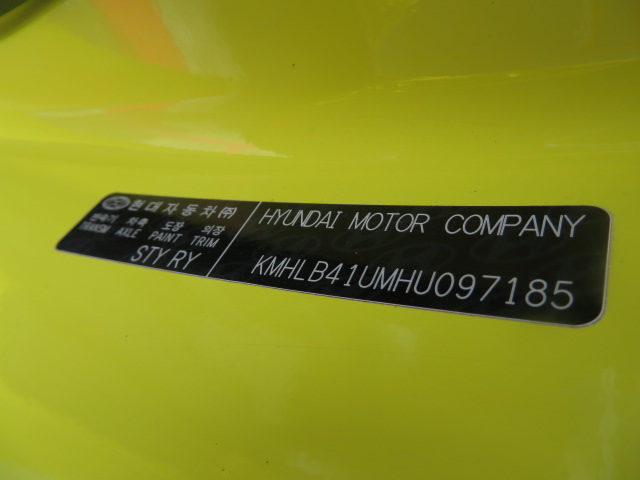 현대자동차㈜
변속기 차축 도장 의장
TRANSM AXLE PAINT TRIM
STY RY
HYUNDAI MOTOR COMPANY
KMHLB41UMHU097185